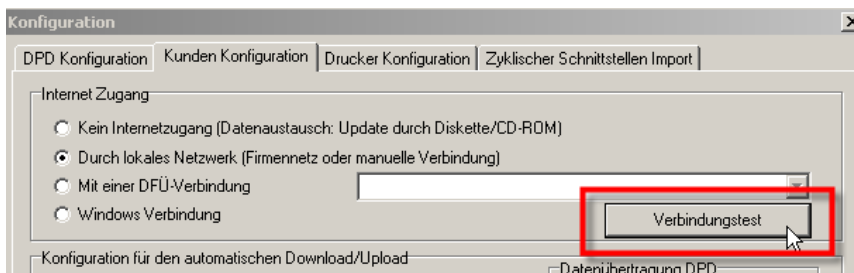 Konfiguration
DPD Konfiguration Kunden Konfiguration Drucker Konfiguration Zyklischer Schnittstellen Import
Internet Zugang
Kein Internetzugang (Datenaustausch: Update durch Diskette/CD-ROM)
Durch lokales Netzwerk (Firmennetz oder manuelle Verbindung)
Mit einer DFÜ-Verbindung
Windows Verbindung
Verbindungstest
Konfiguration für den automatischen Download/Upload
Datenübertragung DPD